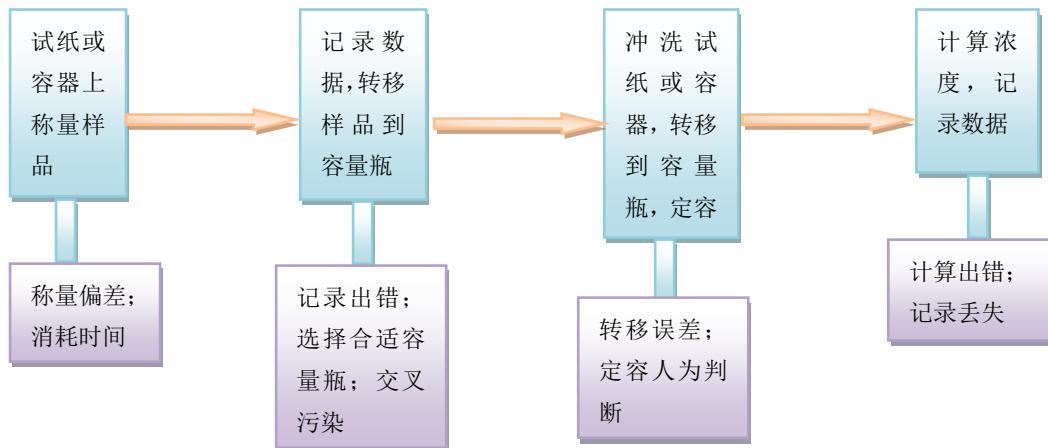 试纸或
容器上
称量样
品
记录数
据,转移
样品到
容量瓶
冲洗试
纸或容
器,转移
到容量
瓶,定容
计算浓
度，记
录数据
称量偏差；
消耗时间
记录出错；
选择合适容
量瓶；交叉
污染
转移误差；
定容人为判
断
计算出错；
记录丢失